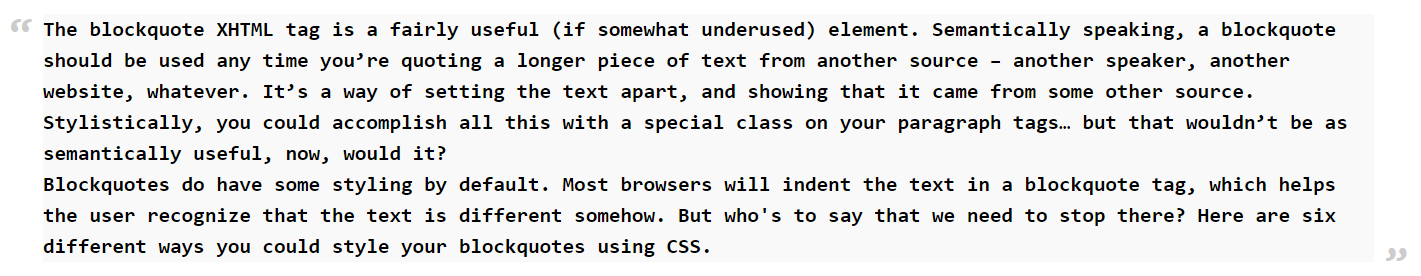 “ The blockquote XHTML tag is a fairly useful (if somewhat underused) element. Semantically speaking, a blockquote
should be used any time you’re quoting a longer piece of text from another source – another speaker, another
website, whatever. It’s a way of setting the text apart, and showing that it came from some other source.
Stylistically, you could accomplish all this with a special class on your paragraph tags… but that wouldn’t be as
semantically useful, now, would it?
Blockquotes do have some styling by default. Most browsers will indent the text in a blockquote tag, which helps
the user recognize that the text is different somehow. But who's to say that we need to stop there? Here are six
different ways you could style your blockquotes using CSS. ”